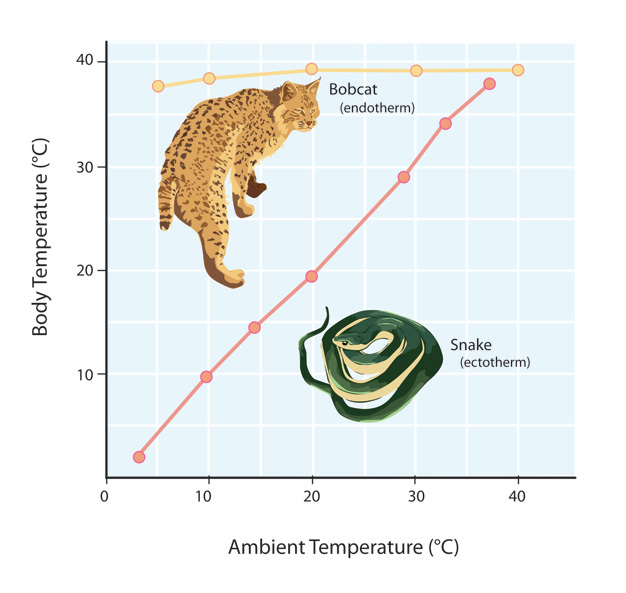 40
Bobcat
(endotherm)
30
Body Temperature (°C)
20
Snake
(ectotherm)
10
0 10 20 30 40
Ambient Temperature (°C)